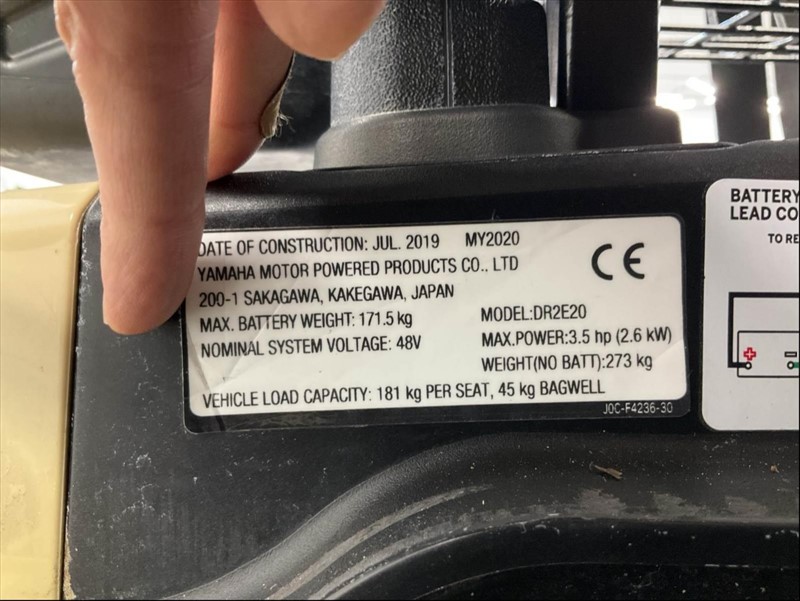 DATE OF CONSTRUCTION: JUL. 2019 MY2020
YAMAHA MOTOR POWERED PRODUCTS CO., LTD
200-1 SAKAGAWA, KAKEGAWA, JAPAN
MAX. BATTERY WEIGHT: 171.5 kg
NOMINAL SYSTEM VOLTAGE: 48V
CE
MODEL:DR2E20
MAX.POWER:3.5 hp (2.6 kW)
WEIGHT(NO BATT):273 kg
VEHICLE LOAD CAPACITY: 181 kg PER SEAT, 45 kg BAGWELL
J0C-F4236-30
BATTERY
LEAD CO
TO RE